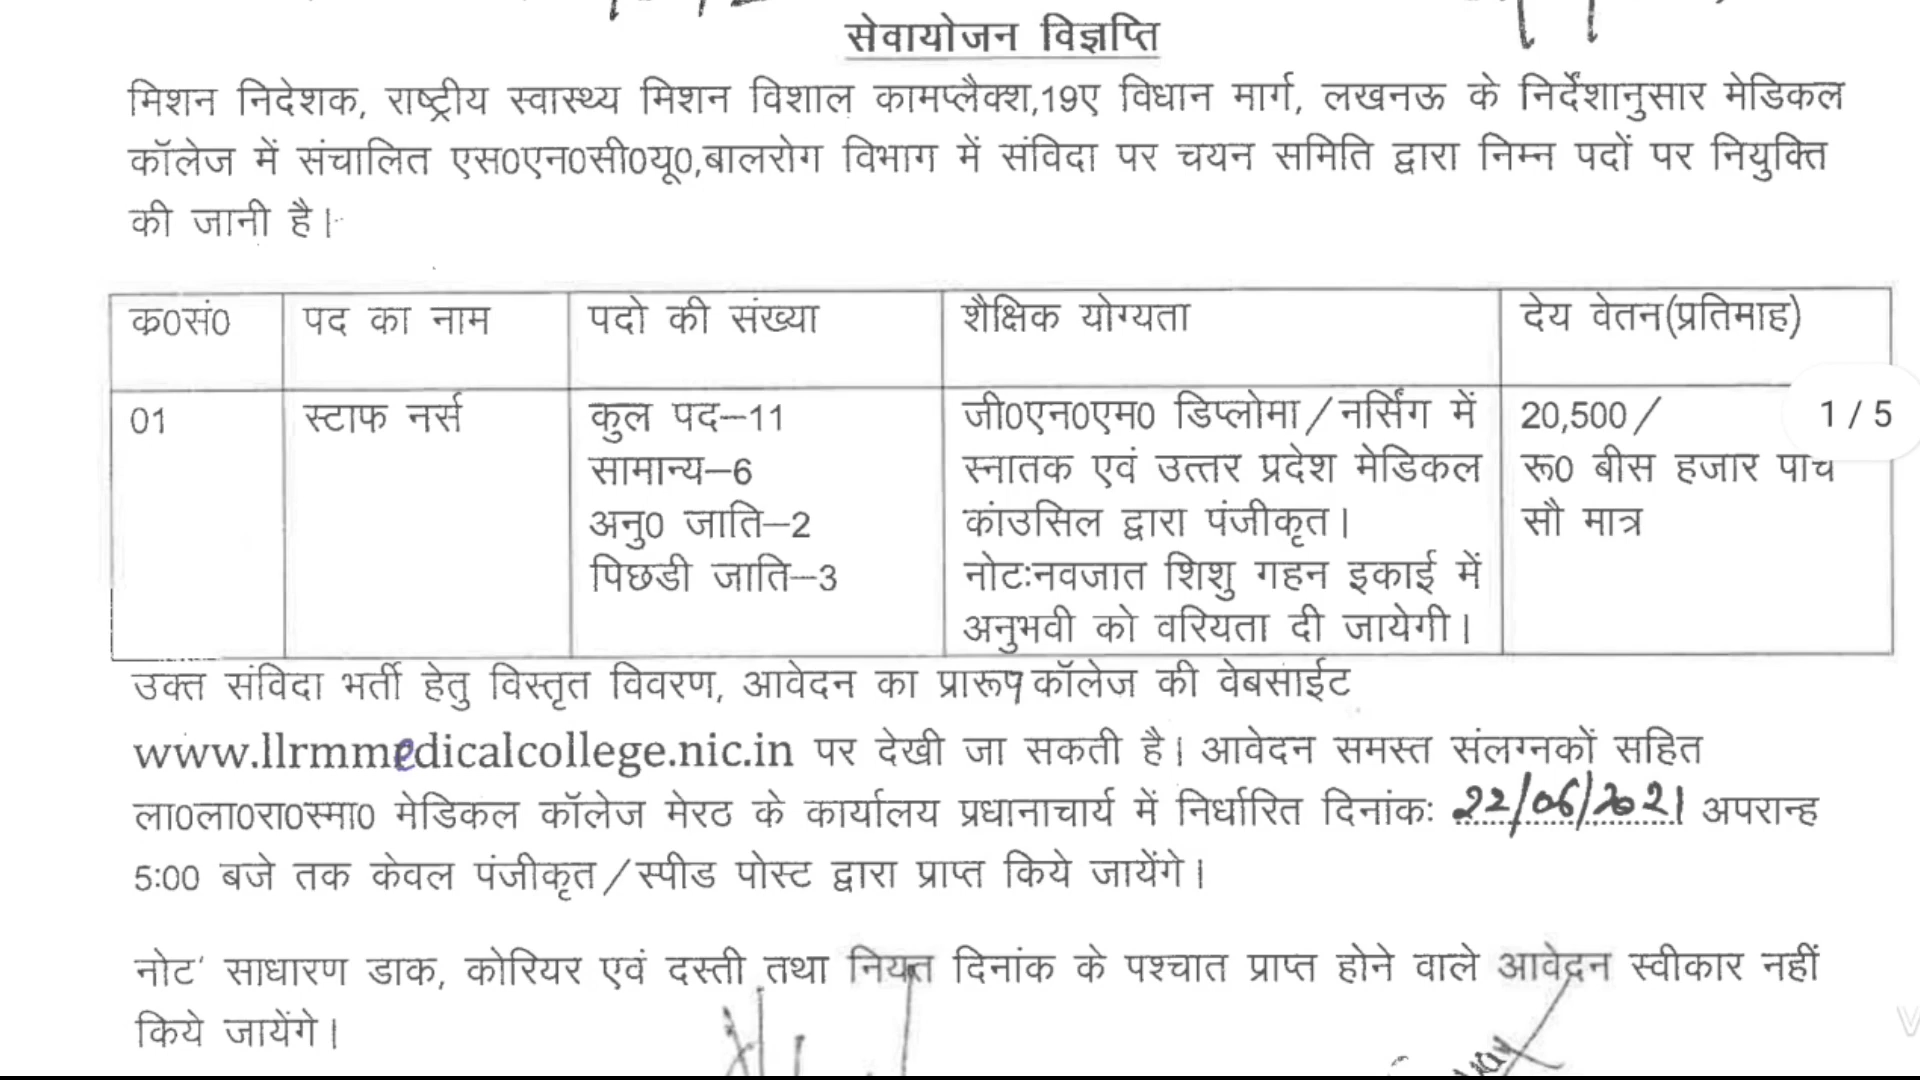 सेवायोजन विज्ञप्ति
मिशन निदेशक, राष्ट्रीय स्वास्थ्य मिशन विशाल कामप्लैक्श,19ए विधान मार्ग, लखनऊ के निर्देशानुसार मेडिकल
कॉलेज में संचालित एस0एन0सी0यू0,बालरोग विभाग में संविदा पर चयन समिति द्वारा निम्न पदों पर नियुक्ति
की जानी है।
क्र0सं0 पद का नाम पदो की संख्या शैक्षिक योग्यता देय वेतन(प्रतिमाह)
01 स्टाफ नर्स कुल पद–11 जी0एन0एम0 डिप्लोमा/नर्सिंग में 20,500/ 1 / 5
सामान्य–6 स्नातक एवं उत्तर प्रदेश मेडिकल रू0 बीस हजार पांच
अनु0 जाति–2 कांउसिल द्वारा पंजीकृत। सौ मात्र
पिछडी जाति–3 नोटःनवजात शिशु गहन इकाई में
अनुभवी को वरियता दी जायेगी।
उक्त संविदा भर्ती हेतु विस्तृत विवरण, आवेदन का प्रारूप कॉलेज की वेबसाईट
www.llrmmedicalcollege.nic.in पर देखी जा सकती है। आवेदन समस्त संलग्नकों सहित
ला0ला0रा0स्मा0 मेडिकल कॉलेज मेरठ के कार्यालय प्रधानाचार्य में निर्धारित दिनांकः 22/06/2021 अपरान्ह
5:00 बजे तक केवल पंजीकृत/स्पीड पोस्ट द्वारा प्राप्त किये जायेंगे।
नोट' साधारण डाक, कोरियर एवं दस्ती तथा नियत दिनांक के पश्चात प्राप्त होने वाले आवेदन स्वीकार नहीं
किये जायेंगे।